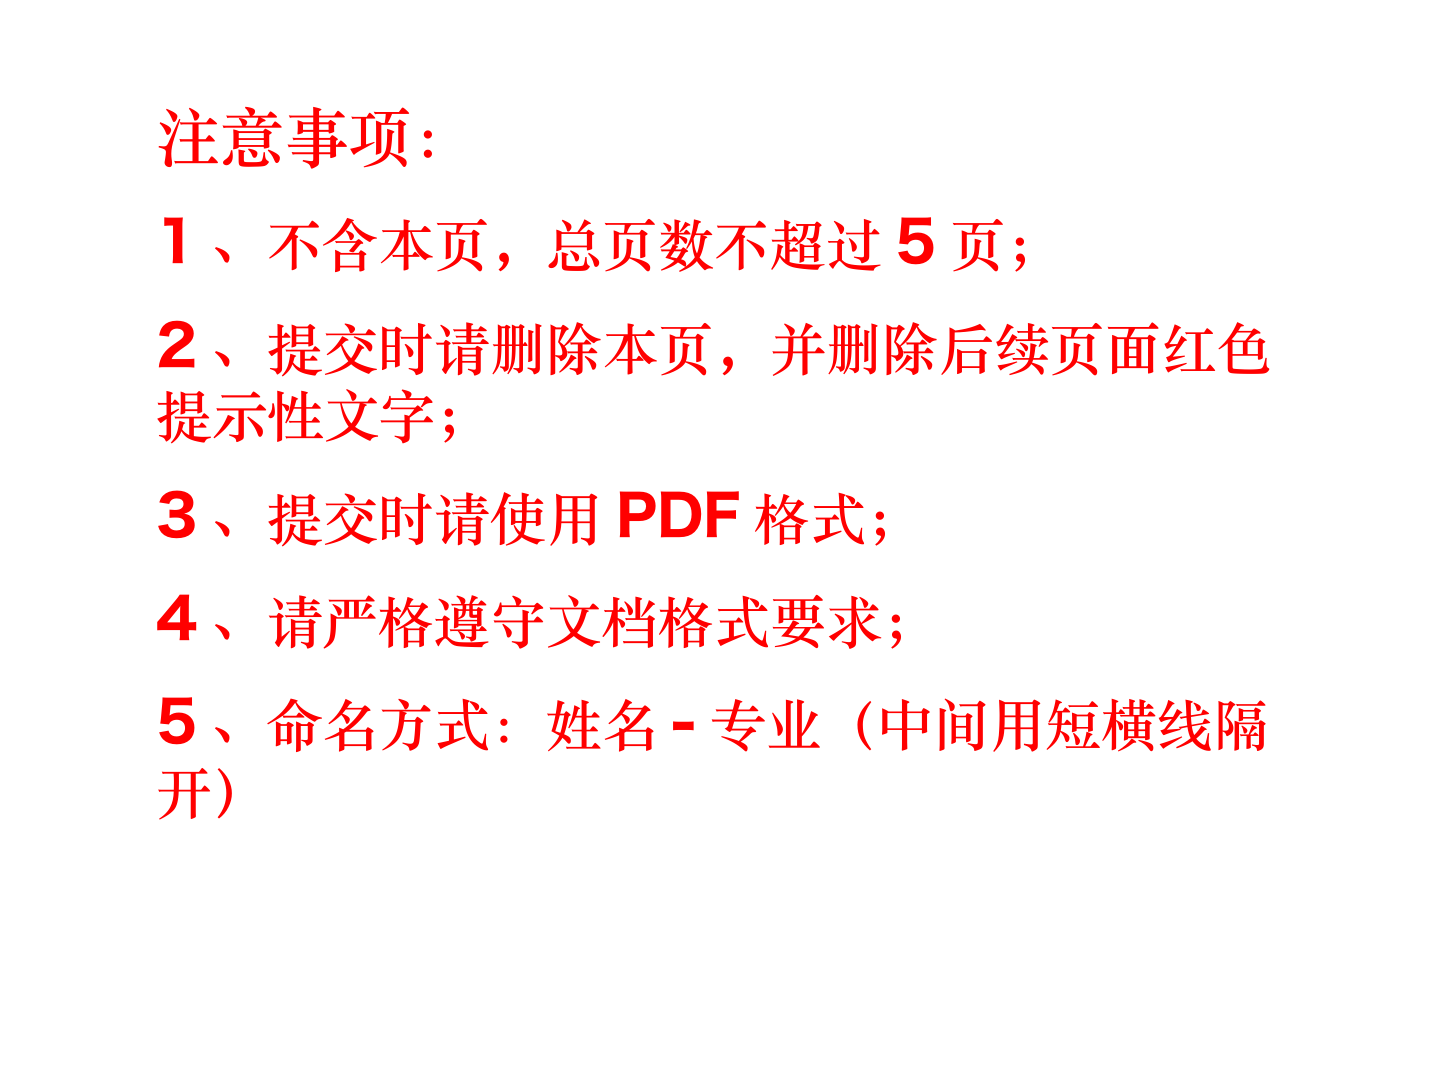 注意事项：
1、不含本页，总页数不超过 5 页；
2、提交时请删除本页，并删除后续页面红色
提示性文字；
3、提交时请使用 PDF 格式；
4、请严格遵守文档格式要求；
5、命名方式：姓名 - 专业（中间用短横线隔
开）